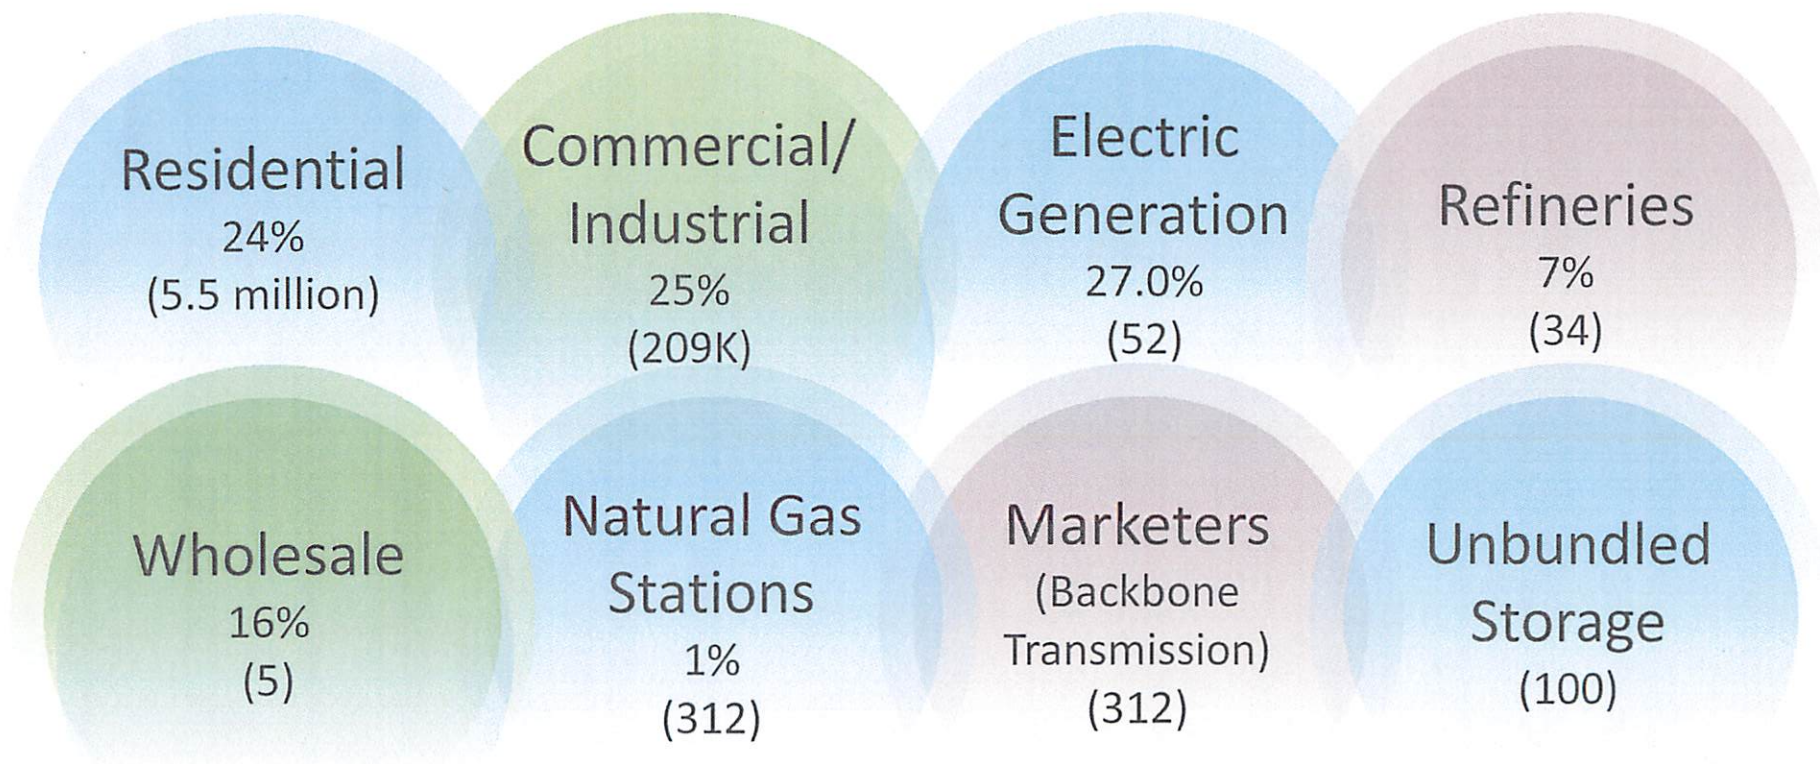 Residential
24%
(5.5 million)
Commercial/
Industrial
25%
(209K)
Electric
Generation
27.0%
(52)
Refineries
7%
(34)
Wholesale
16%
(5)
Natural Gas
Stations
1%
(312)
Marketers
(Backbone
Transmission)
(312)
Unbundled
Storage
(100)